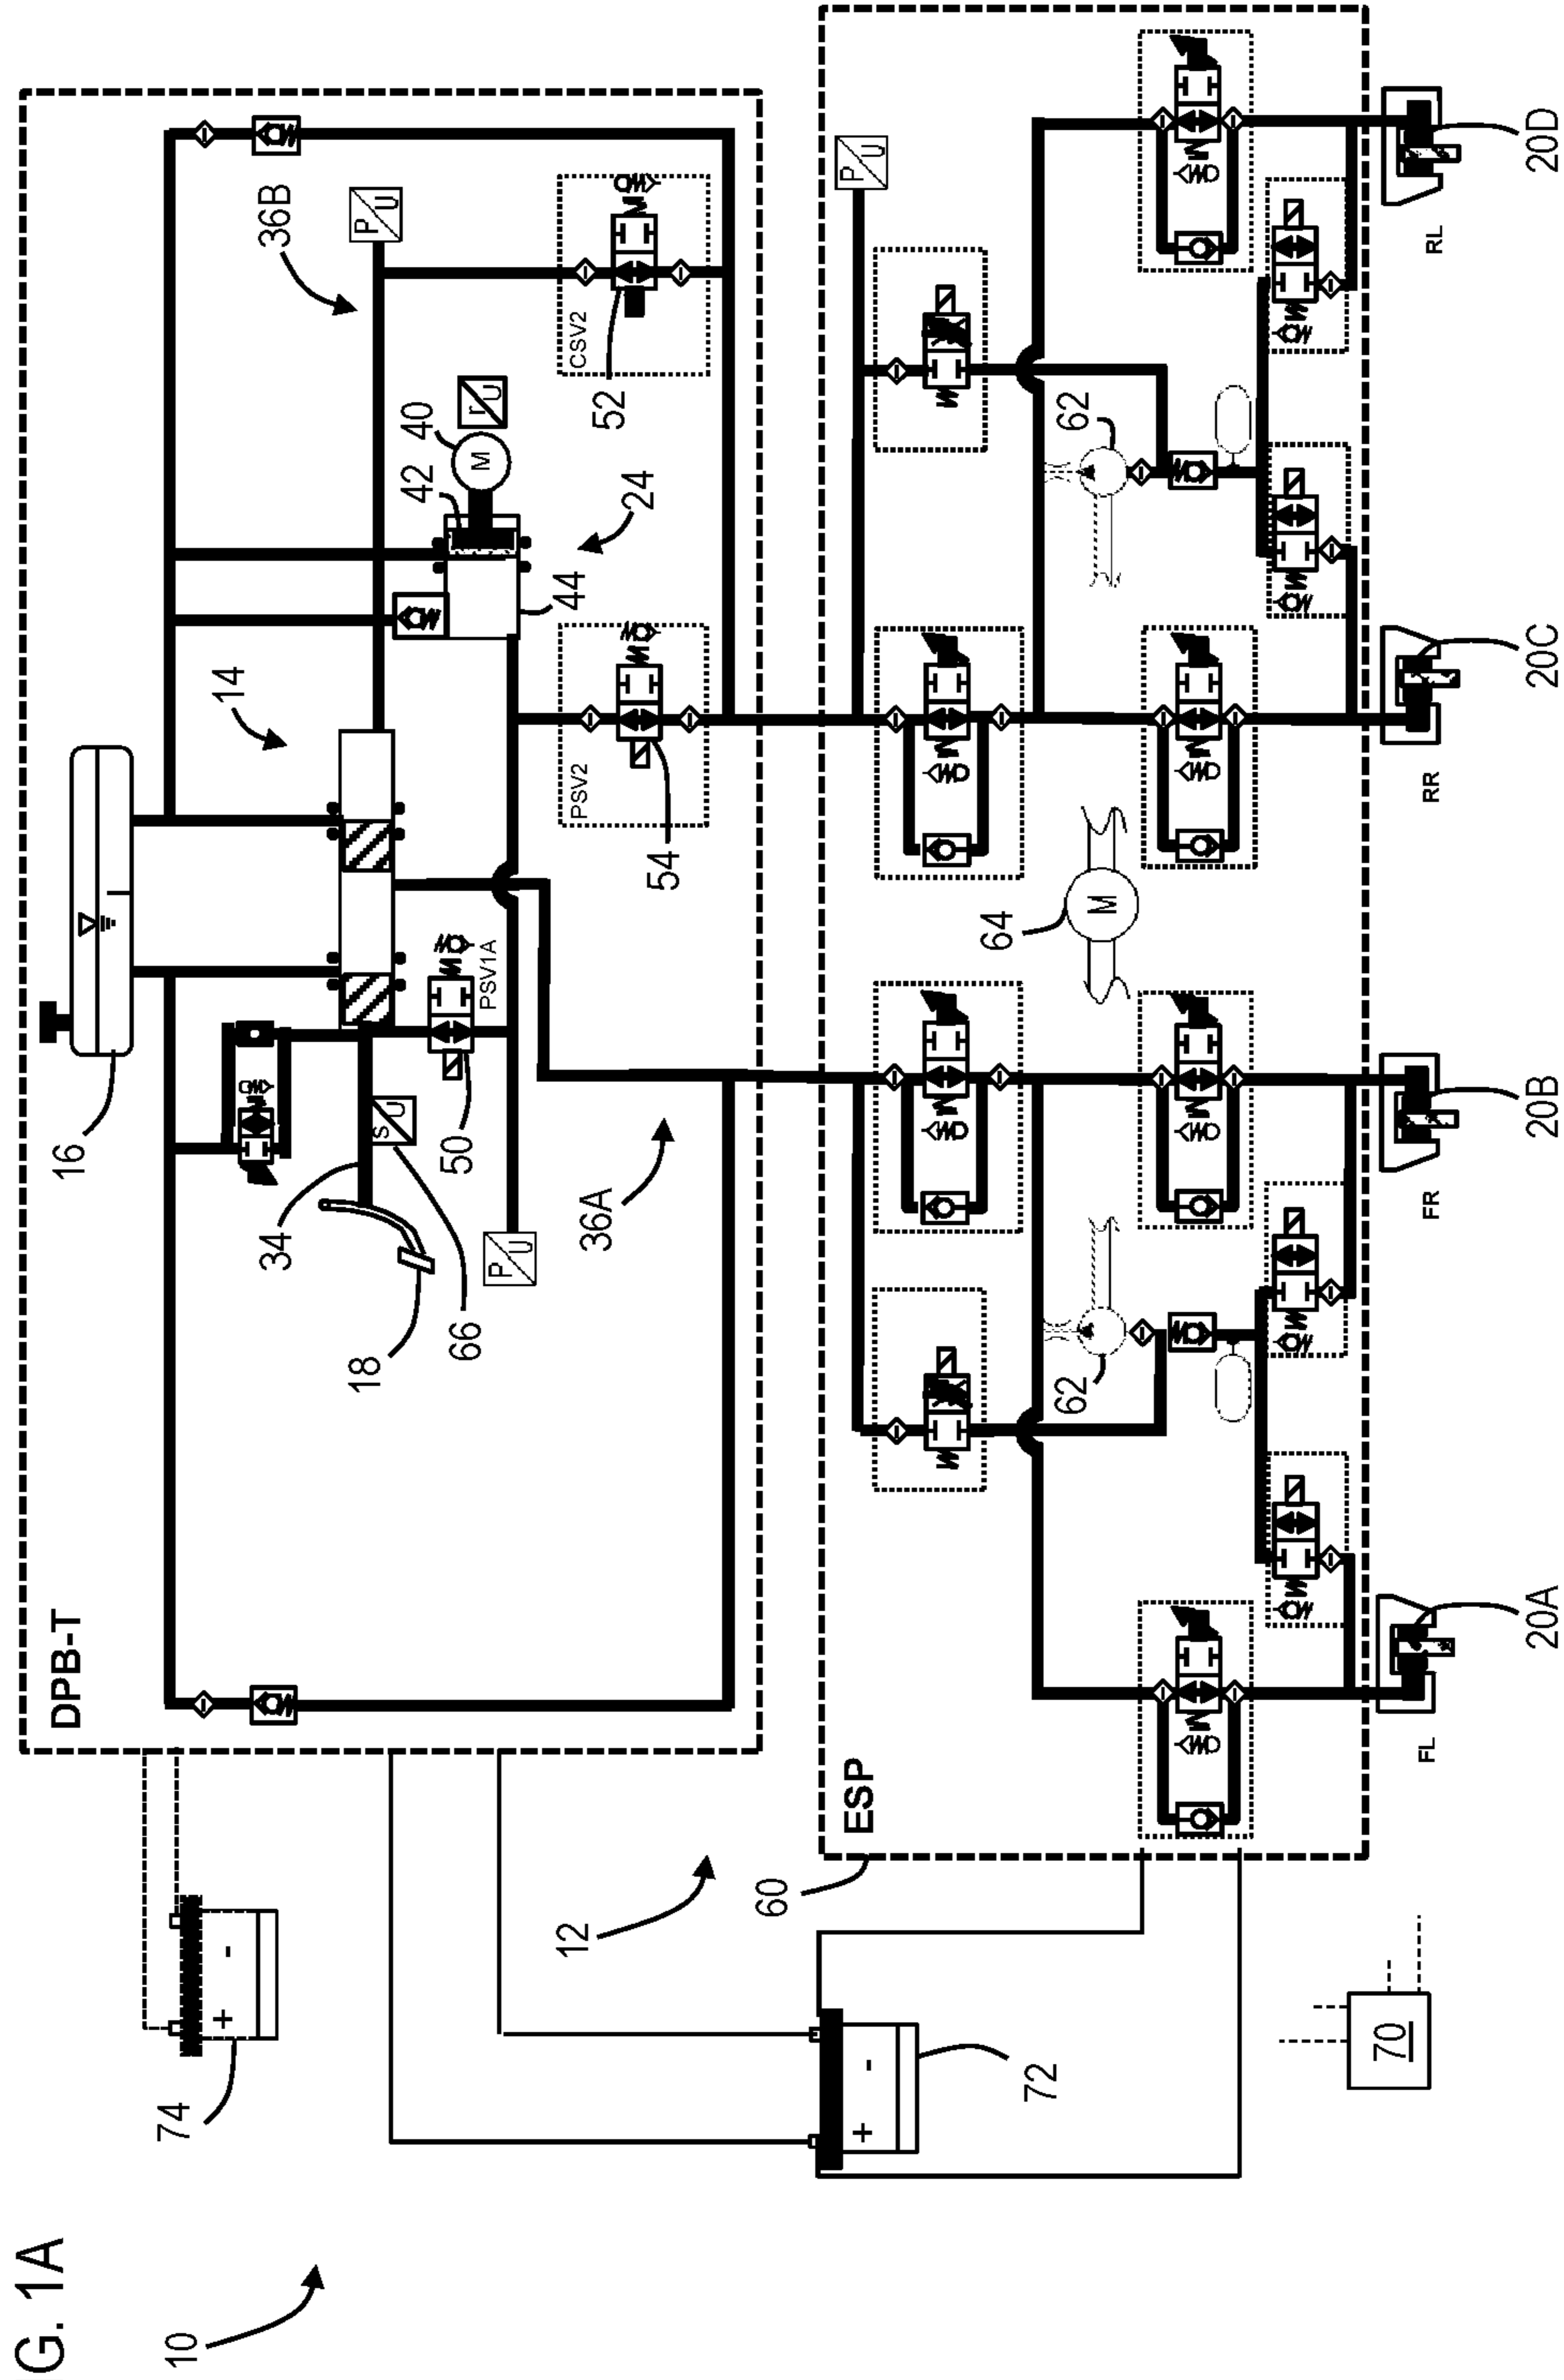 G. 1A
10
74
+ -
72
+ -
70
12
60
DPB-T
ESP
16
14
36B
P/U
34
18
66
s/U
50
PSV1A
P/U
36A
42
40
M
r/U
24
44
CSV2
52
PSV2
54
P/U
62
62
64
M
FL
FR
RR
RL
20A
20B
20C
20D